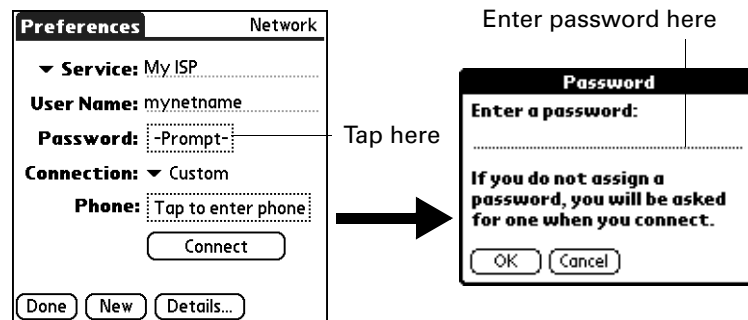 Preferences Network
Service: My ISP
User Name: mynetname
Password: -Prompt-
Connection: Custom
Phone: Tap to enter phone
Connect
Done New Details...
Tap here
Enter password here
Password
Enter a password:
If you do not assign a
password, you will be asked
for one when you connect.
OK Cancel